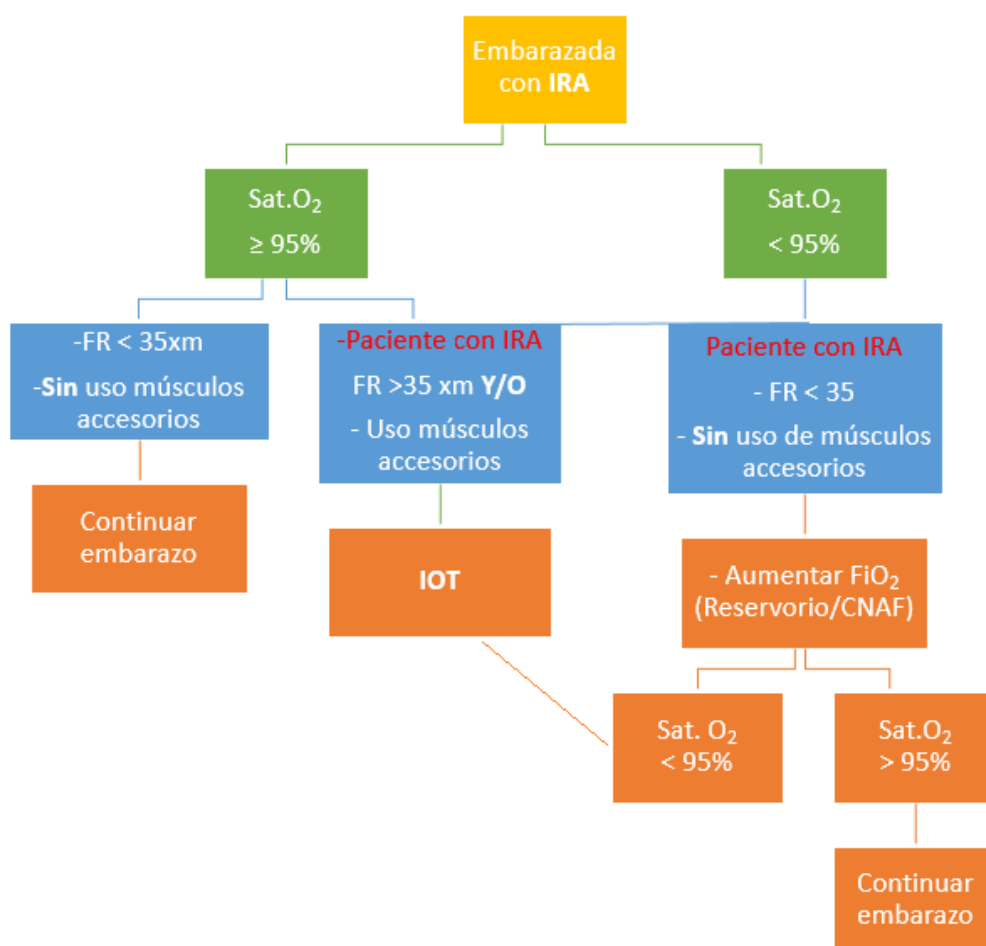 Embarazada
con IRA
Sat.O₂
≥ 95%
Sat.O₂
< 95%
-FR < 35xm
-Sin uso músculos
accesorios
-Paciente con IRA
FR >35 xm Y/O
- Uso músculos
accesorios
Paciente con IRA
- FR < 35
- Sin uso de músculos
accesorios
Continuar
embarazo
IOT
- Aumentar FiO₂
(Reservorio/CNAF)
Sat. O₂
< 95%
Sat.O₂
> 95%
Continuar
embarazo